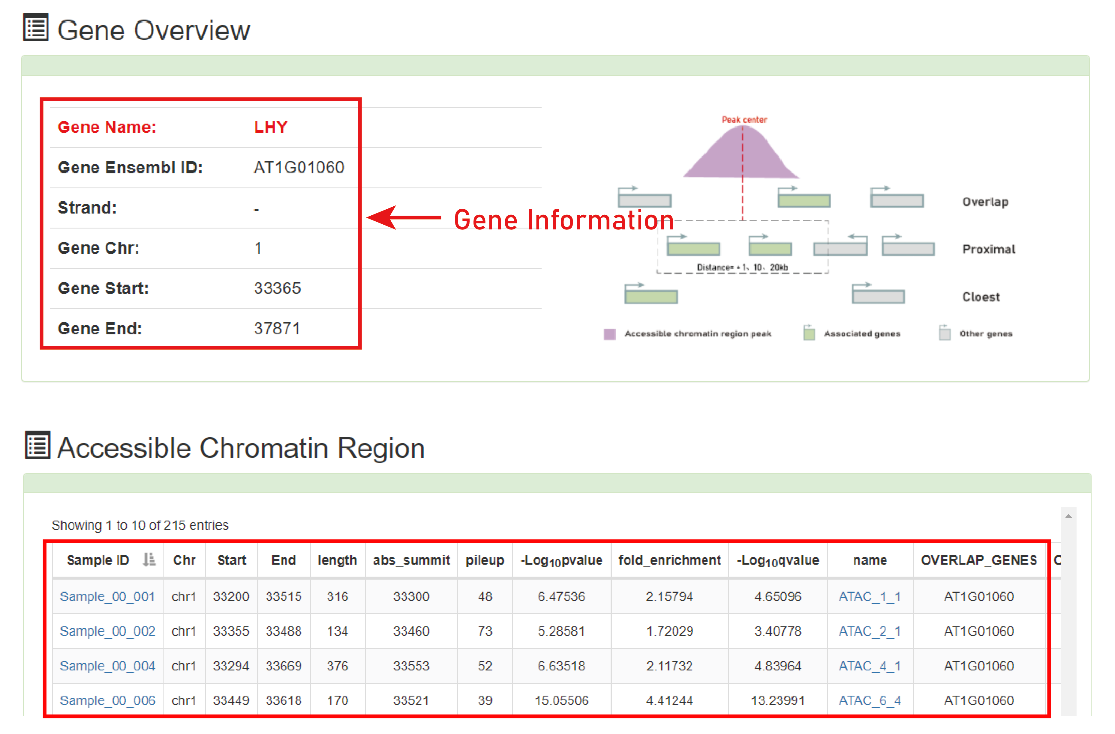 Gene Overview
Gene Name: LHY
Gene Ensembl ID: AT1G01060
Strand: -
Gene Chr: 1
Gene Start: 33365
Gene End: 37871
Gene Information
Peak center
Overlap
Proximal
Distance= + 1、10、20kb
Cloest
Accessible chromatin region peak Associated genes Other genes
Accessible Chromatin Region
Showing 1 to 10 of 215 entries
Sample ID Chr Start End length abs_summit pileup -Log10pvalue fold_enrichment -Log10qvalue name OVERLAP_GENES
Sample_00_001 chr1 33200 33515 316 33300 48 6.47536 2.15794 4.65096 ATAC_1_1 AT1G01060
Sample_00_002 chr1 33355 33488 134 33460 73 5.28581 1.72029 3.40778 ATAC_2_1 AT1G01060
Sample_00_004 chr1 33294 33669 376 33553 52 6.63518 2.11732 4.83964 ATAC_4_1 AT1G01060
Sample_00_006 chr1 33449 33618 170 33521 39 15.05506 4.41244 13.23991 ATAC_6_4 AT1G01060